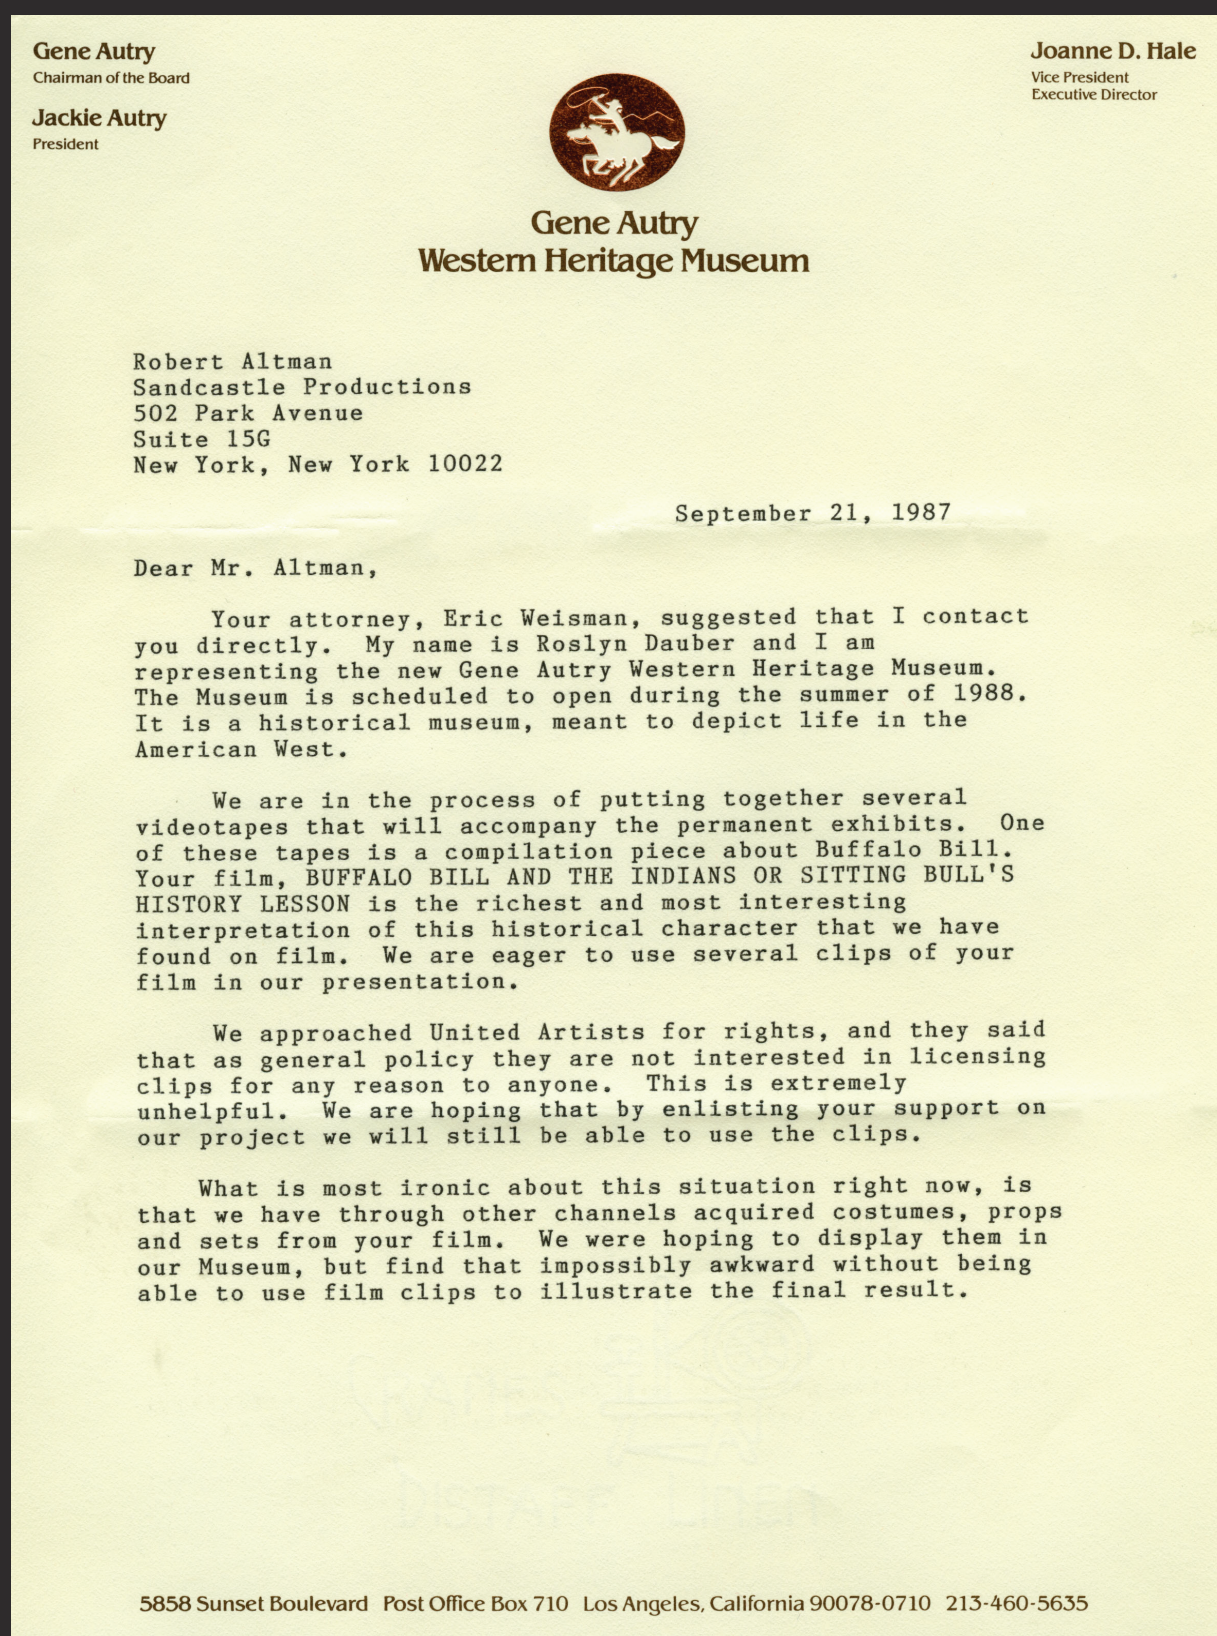 Gene Autry
Chairman of the Board
Jackie Autry
President
Joanne D. Hale
Vice President
Executive Director
Gene Autry
Western Heritage Museum
Robert Altman
Sandcastle Productions
502 Park Avenue
Suite 15G
New York, New York 10022
September 21, 1987
Dear Mr. Altman,
Your attorney, Eric Weisman, suggested that I contact
you directly. My name is Roslyn Dauber and I am
representing the new Gene Autry Western Heritage Museum.
The Museum is scheduled to open during the summer of 1988.
It is a historical museum, meant to depict life in the
American West.
We are in the process of putting together several
videotapes that will accompany the permanent exhibits. One
of these tapes is a compilation piece about Buffalo Bill.
Your film, BUFFALO BILL AND THE INDIANS OR SITTING BULL'S
HISTORY LESSON is the richest and most interesting
interpretation of this historical character that we have
found on film. We are eager to use several clips of your
film in our presentation.
We approached United Artists for rights, and they said
that as general policy they are not interested in licensing
clips for any reason to anyone. This is extremely
unhelpful. We are hoping that by enlisting your support on
our project we will still be able to use the clips.
What is most ironic about this situation right now, is
that we have through other channels acquired costumes, props
and sets from your film. We were hoping to display them in
our Museum, but find that impossibly awkward without being
able to use film clips to illustrate the final result.
5858 Sunset Boulevard Post Office Box 710 Los Angeles, California 90078-0710 213-460-5635